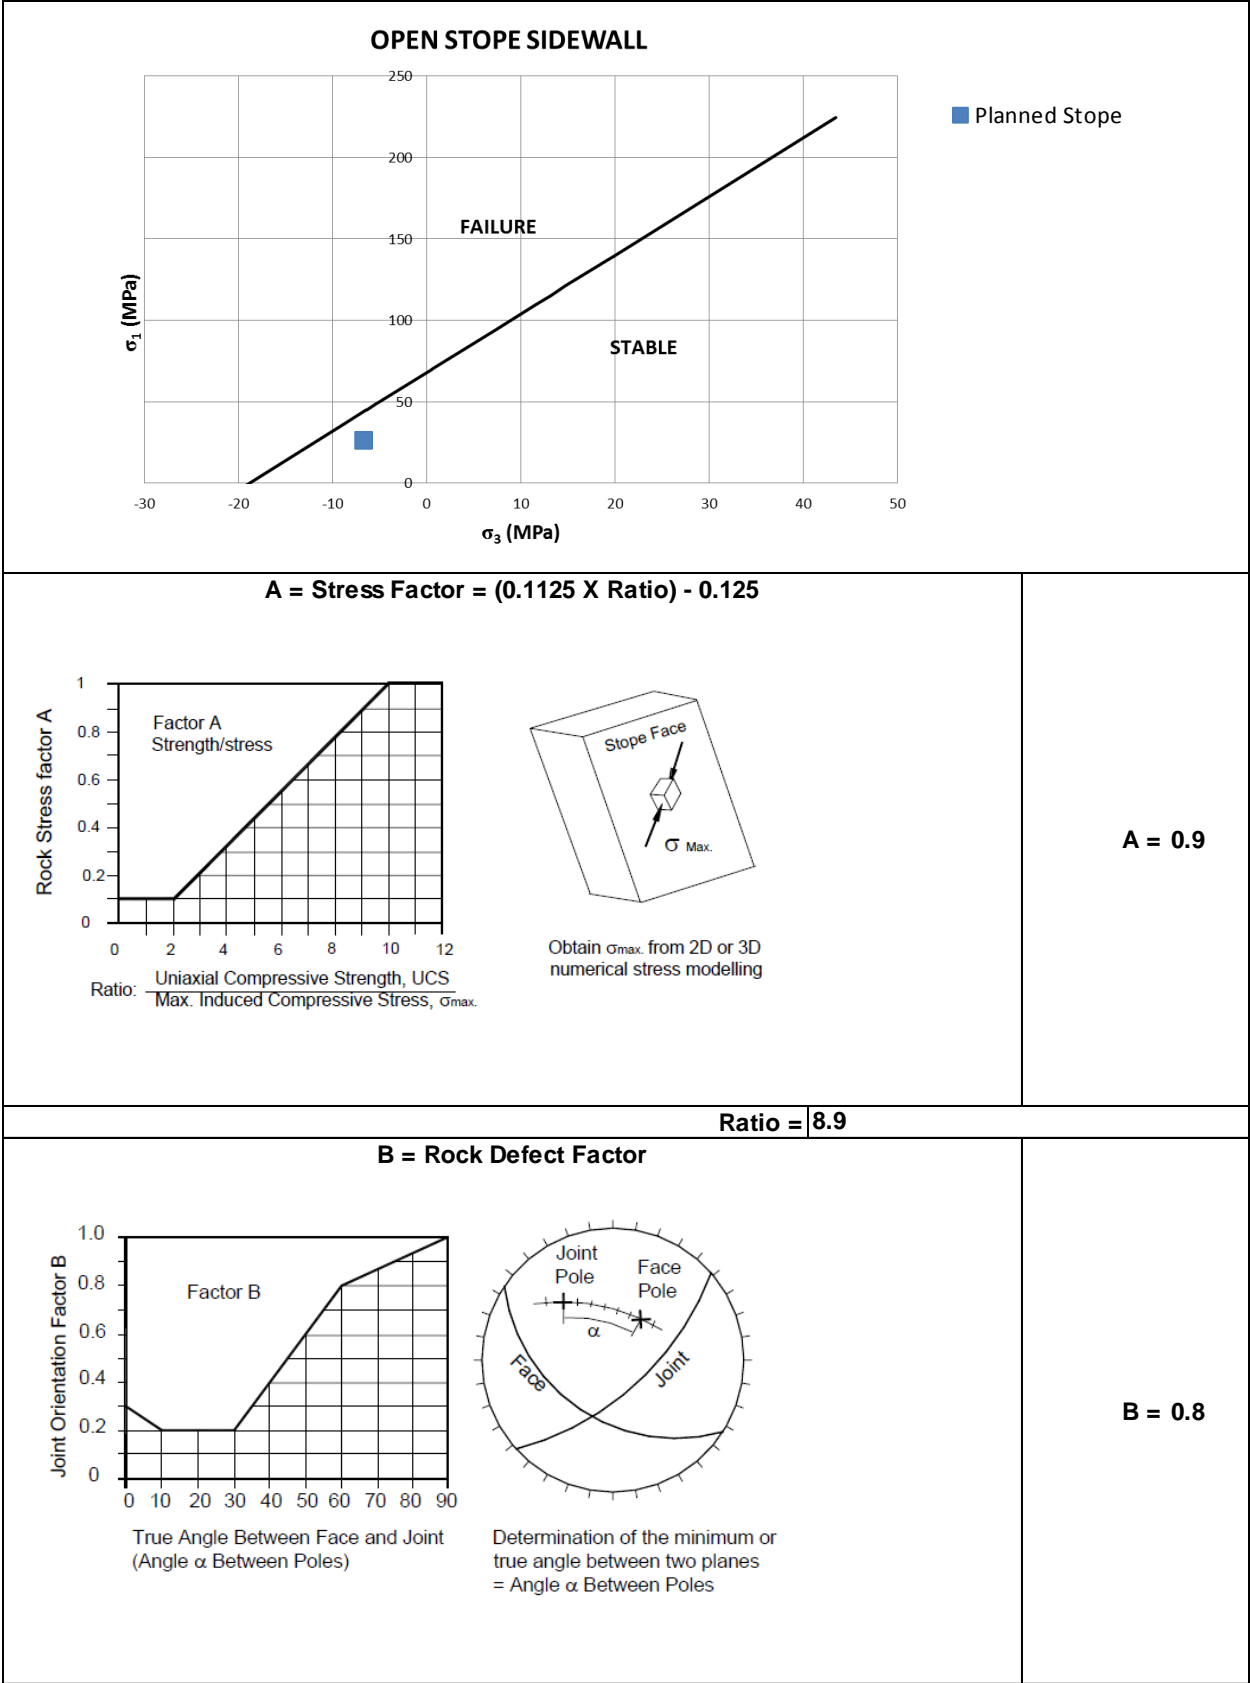 OPEN STOPE SIDEWALL
250
200
150
100
50
0
-30 -20 -10 0 10 20 30 40 50
σ1 (MPa)
σ3 (MPa)
FAILURE
STABLE
Planned Stope
A = Stress Factor = (0.1125 X Ratio) - 0.125
Rock Stress factor A
1
0.8
0.6
0.4
0.2
0
Factor A
Strength/stress
0 2 4 6 8 10 12
Ratio: Uniaxial Compressive Strength, UCS
Max. Induced Compressive Stress, σmax.
Stope Face
σ Max.
Obtain σmax. from 2D or 3D
numerical stress modelling
A = 0.9
Ratio = 8.9
B = Rock Defect Factor
Joint Orientation Factor B
1.0
0.8
0.6
0.4
0.2
0
Factor B
0 10 20 30 40 50 60 70 80 90
True Angle Between Face and Joint
(Angle α Between Poles)
Joint
Pole
Face
Pole
α
Face
Joint
Determination of the minimum or
true angle between two planes
= Angle α Between Poles
B = 0.8